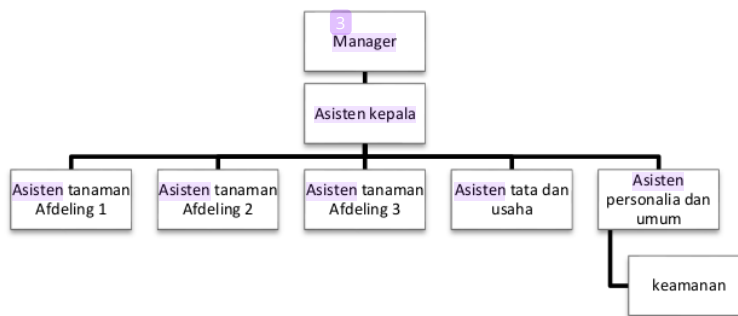 3
Manager
Asisten kepala
Asisten tanaman
Afdeling 1
Asisten tanaman
Afdeling 2
Asisten tanaman
Afdeling 3
Asisten tata dan
usaha
Asisten
personalia dan
umum
keamanan